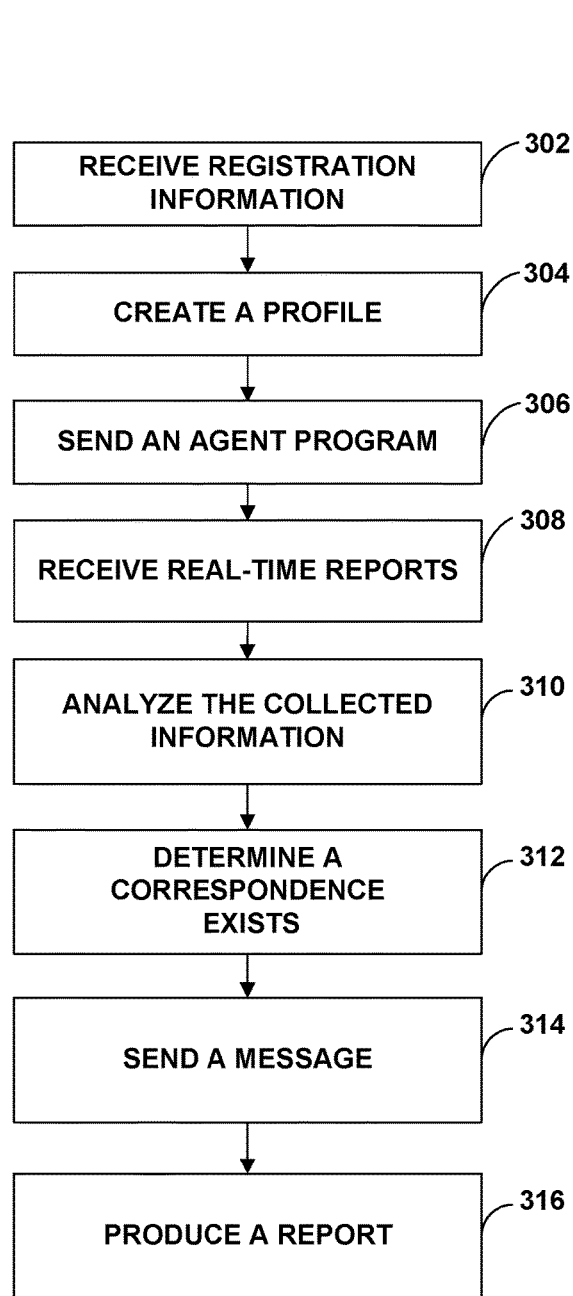 302
RECEIVE REGISTRATION
INFORMATION
304
CREATE A PROFILE
306
SEND AN AGENT PROGRAM
308
RECEIVE REAL-TIME REPORTS
310
ANALYZE THE COLLECTED
INFORMATION
312
DETERMINE A
CORRESPONDENCE
EXISTS
314
SEND A MESSAGE
316
PRODUCE A REPORT